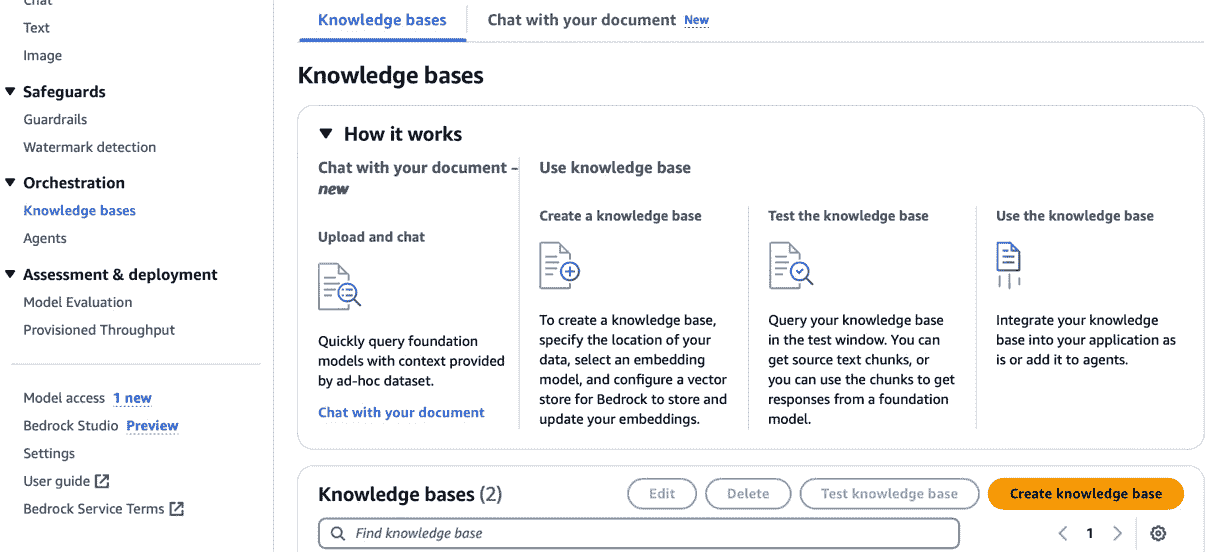 Chat
Text
Image
Safeguards
Guardrails
Watermark detection
Orchestration
Knowledge bases
Agents
Assessment & deployment
Model Evaluation
Provisioned Throughput
Model access 1 new
Bedrock Studio Preview
Settings
User guide
Bedrock Service Terms
Knowledge bases
Chat with your document New
Knowledge bases
How it works
Chat with your document –
new
Upload and chat
Quickly query foundation
models with context provided
by ad-hoc dataset.
Chat with your document
Use knowledge base
Create a knowledge base
To create a knowledge base,
specify the location of your
data, select an embedding
model, and configure a vector
store for Bedrock to store and
update your embeddings.
Test the knowledge base
Query your knowledge base
in the test window. You can
get source text chunks, or
you can use the chunks to get
responses from a foundation
model.
Use the knowledge base
Integrate your knowledge
base into your application as
is or add it to agents.
Knowledge bases (2)
Edit
Delete
Test knowledge base
Create knowledge base
Find knowledge base
1